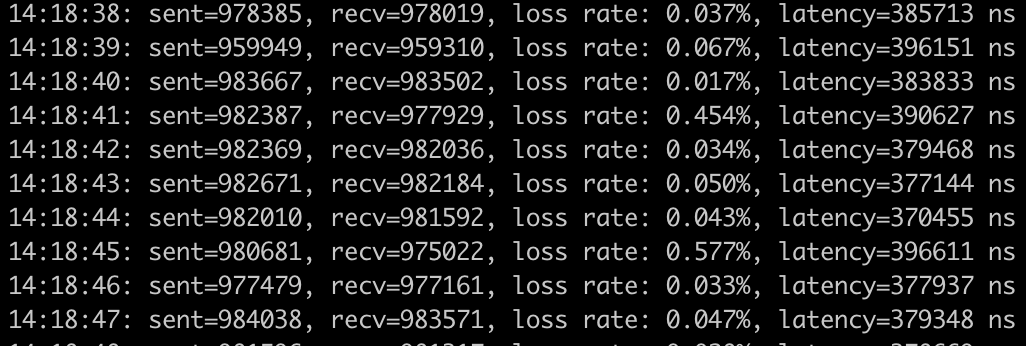 14:18:38: sent=978385, recv=978019, loss rate: 0.037%, latency=385713 ns
14:18:39: sent=959949, recv=959310, loss rate: 0.067%, latency=396151 ns
14:18:40: sent=983667, recv=983502, loss rate: 0.017%, latency=383833 ns
14:18:41: sent=982387, recv=977929, loss rate: 0.454%, latency=390627 ns
14:18:42: sent=982369, recv=982036, loss rate: 0.034%, latency=379468 ns
14:18:43: sent=982671, recv=982184, loss rate: 0.050%, latency=377144 ns
14:18:44: sent=982010, recv=981592, loss rate: 0.043%, latency=370455 ns
14:18:45: sent=980681, recv=975022, loss rate: 0.577%, latency=396611 ns
14:18:46: sent=977479, recv=977161, loss rate: 0.033%, latency=377937 ns
14:18:47: sent=984038, recv=983571, loss rate: 0.047%, latency=379348 ns